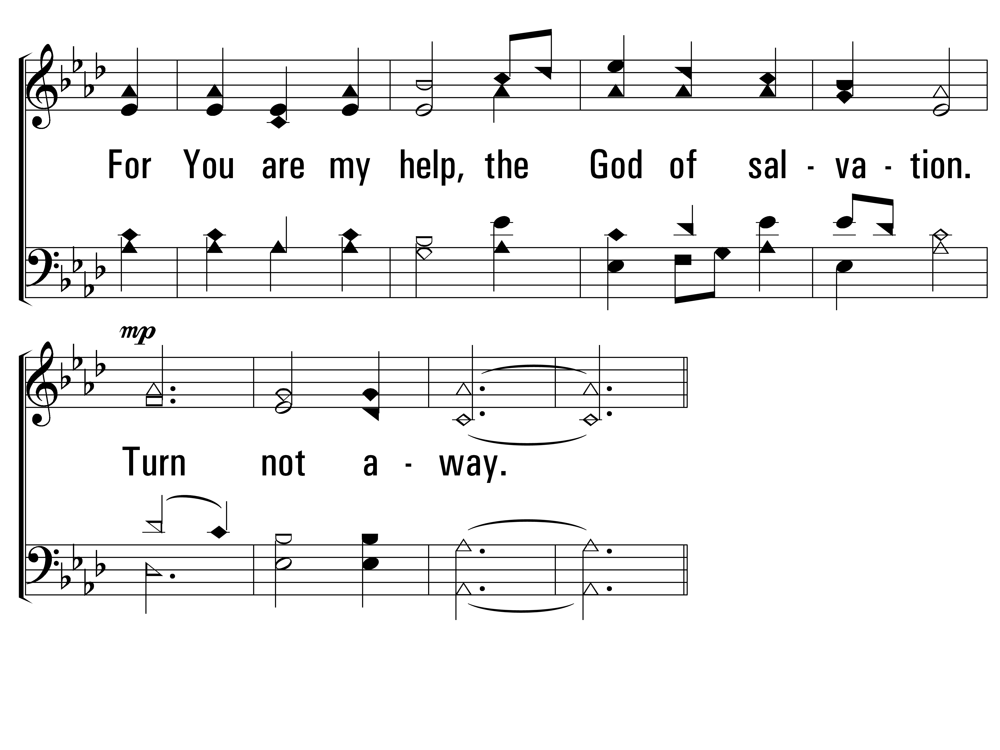 For You are my help, the God of sal - va - tion.
mp
Turn not a - way.